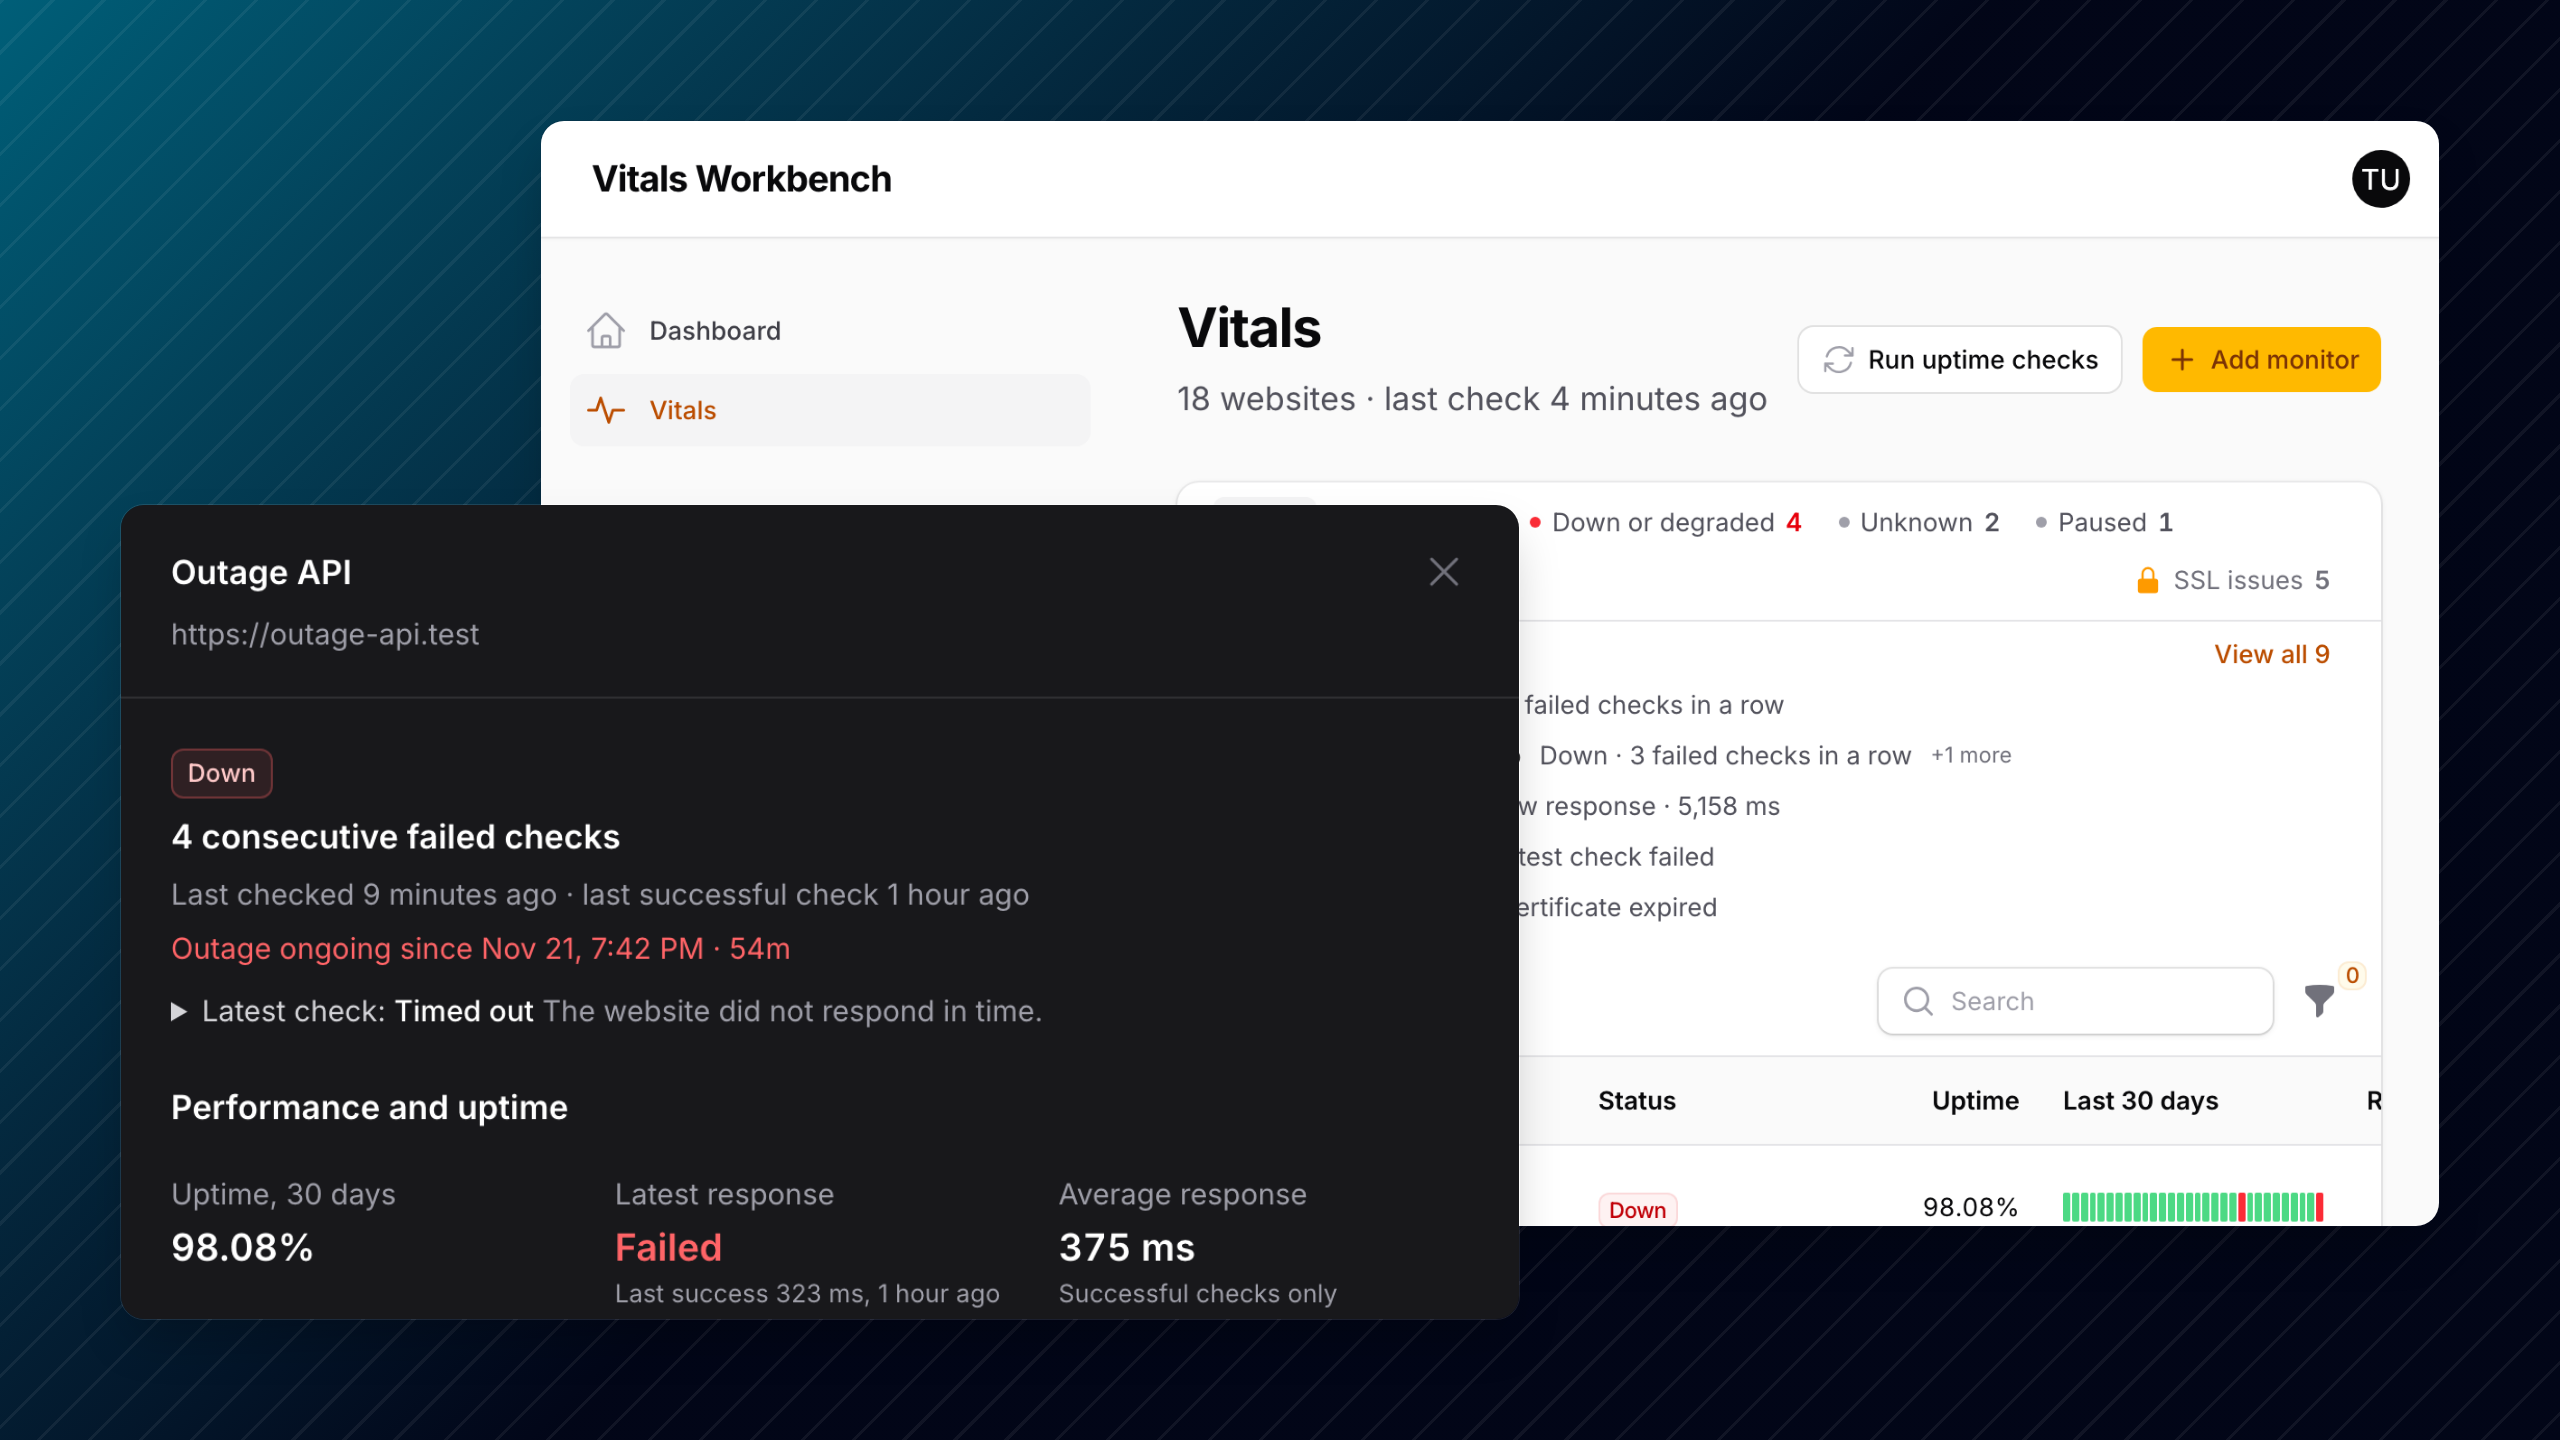 Vitals Workbench
TU
Dashboard
Vitals
Vitals
18 websites · last check 4 minutes ago
Run uptime checks
Add monitor
Down or degraded 4
Unknown 2
Paused 1
SSL issues 5
View all 9
failed checks in a row
Down · 3 failed checks in a row +1 more
response · 5,158 ms
check failed
expired
Search
0
Status
Uptime
Last 30 days
Down
98.08%
Outage API
https://outage-api.test
Down
4 consecutive failed checks
Last checked 9 minutes ago · last successful check 1 hour ago
Outage ongoing since Nov 21, 7:42 PM · 54m
Latest check: Timed out The website did not respond in time.
Performance and uptime
Uptime, 30 days
98.08%
Latest response
Failed
Last success 323 ms, 1 hour ago
Average response
375 ms
Successful checks only